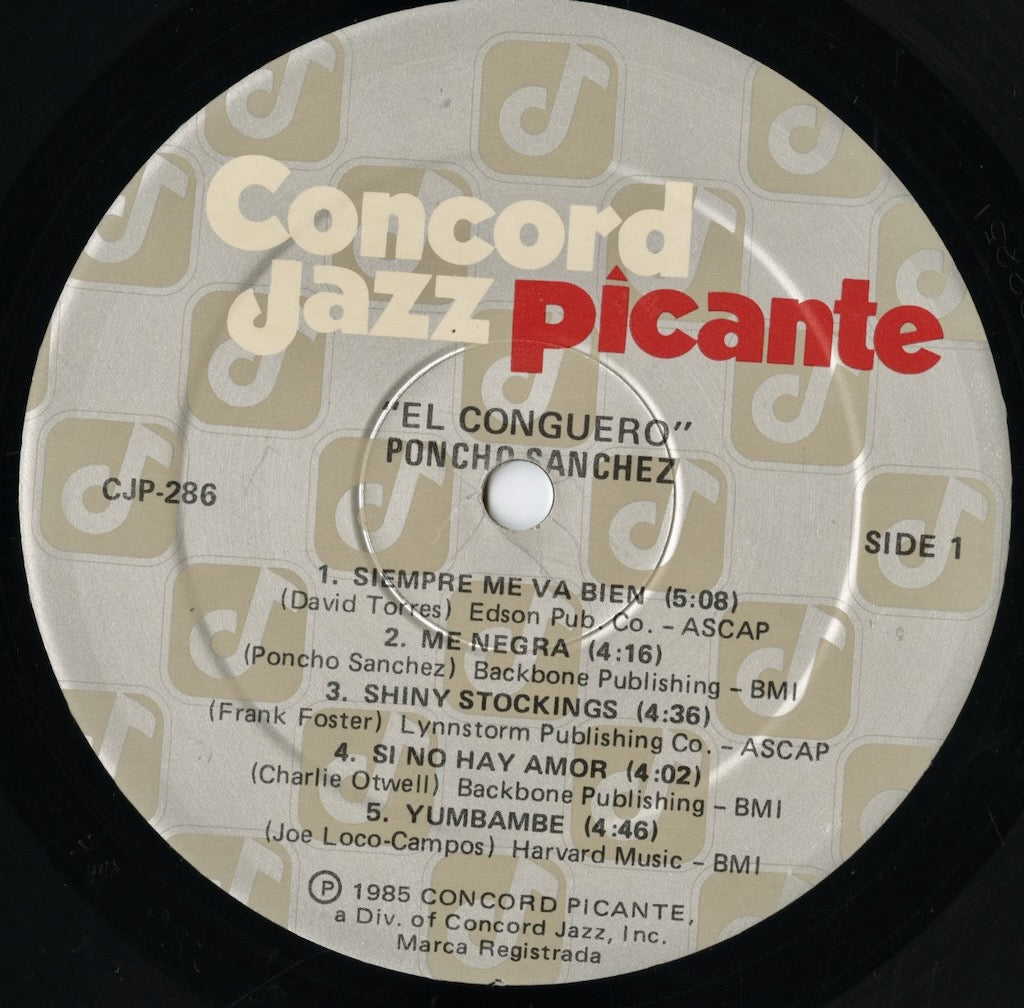 Concord
Jazz Picante
"EL CONGUERO"
PONCHO SANCHEZ
CJP-286
SIDE 1
1. SIEMPRE ME VA BIEN (5:08)
(David Torres) Edson Pub. Co. – ASCAP
2. ME NEGRA (4:16)
(Poncho Sanchez) Backbone Publishing – BMI
3. SHINY STOCKINGS (4:36)
(Frank Foster) Lynnstorm Publishing Co. – ASCAP
4. SI NO HAY AMOR (4:02)
(Charlie Otwell) Backbone Publishing – BMI
5. YUMBAMBE (4:46)
(Joe Loco-Campos) Harvard Music – BMI
Ⓟ 1985 CONCORD PICANTE,
a Div. of Concord Jazz, Inc.
Marca Registrada